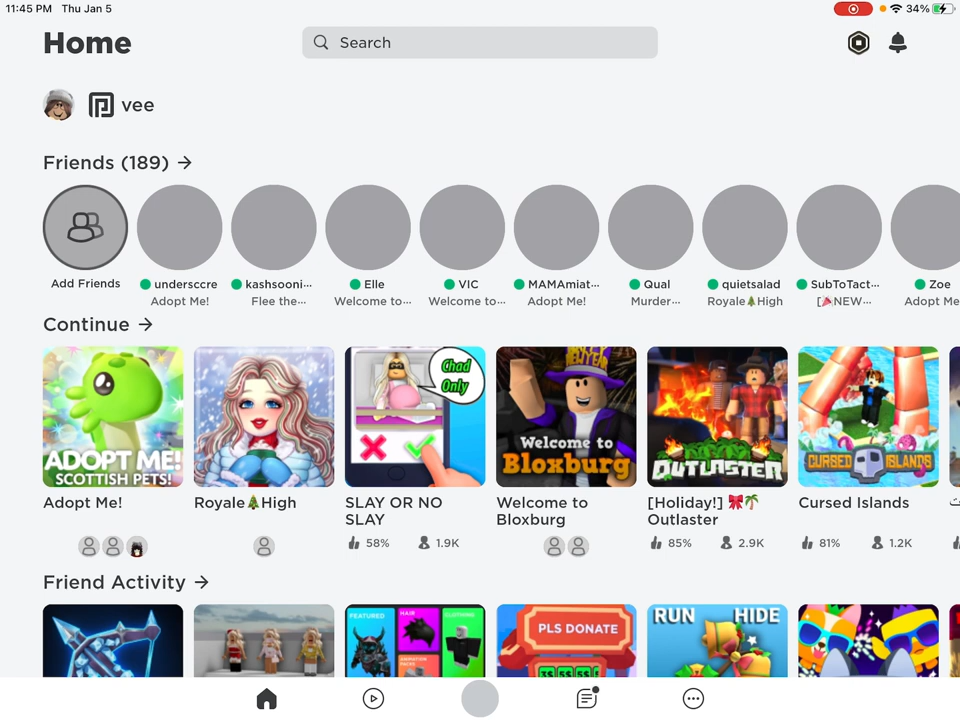 11:45 PM Thu Jan 5
34%
Home
Search
vee
Friends (189) →
Add Friends
undersccre
Adopt Me!
kashsooni...
Flee the...
Elle
Welcome to...
VIC
Welcome to...
MAMAmiat...
Adopt Me!
Qual
Murder...
quietsalad
Royale🌲High
SubToTact...
[🎉NEW...
Zoe
Adopt Me
Continue →
ADOPT ME!
SCOTTISH PETS!
Chad
Only
Welcome to
Bloxburg
OUTLASTER
CURSED ISLANDS
Adopt Me!
Royale🌲High
SLAY OR NO
SLAY
58%
1.9K
Welcome to
Bloxburg
[Holiday!] 🎀🌴
Outlaster
85%
2.9K
Cursed Islands
81%
1.2K
Friend Activity →
FEATURED
HAIR
CLOTHING
ANIMATION
PACKS
PLS DONATE
RUN HIDE